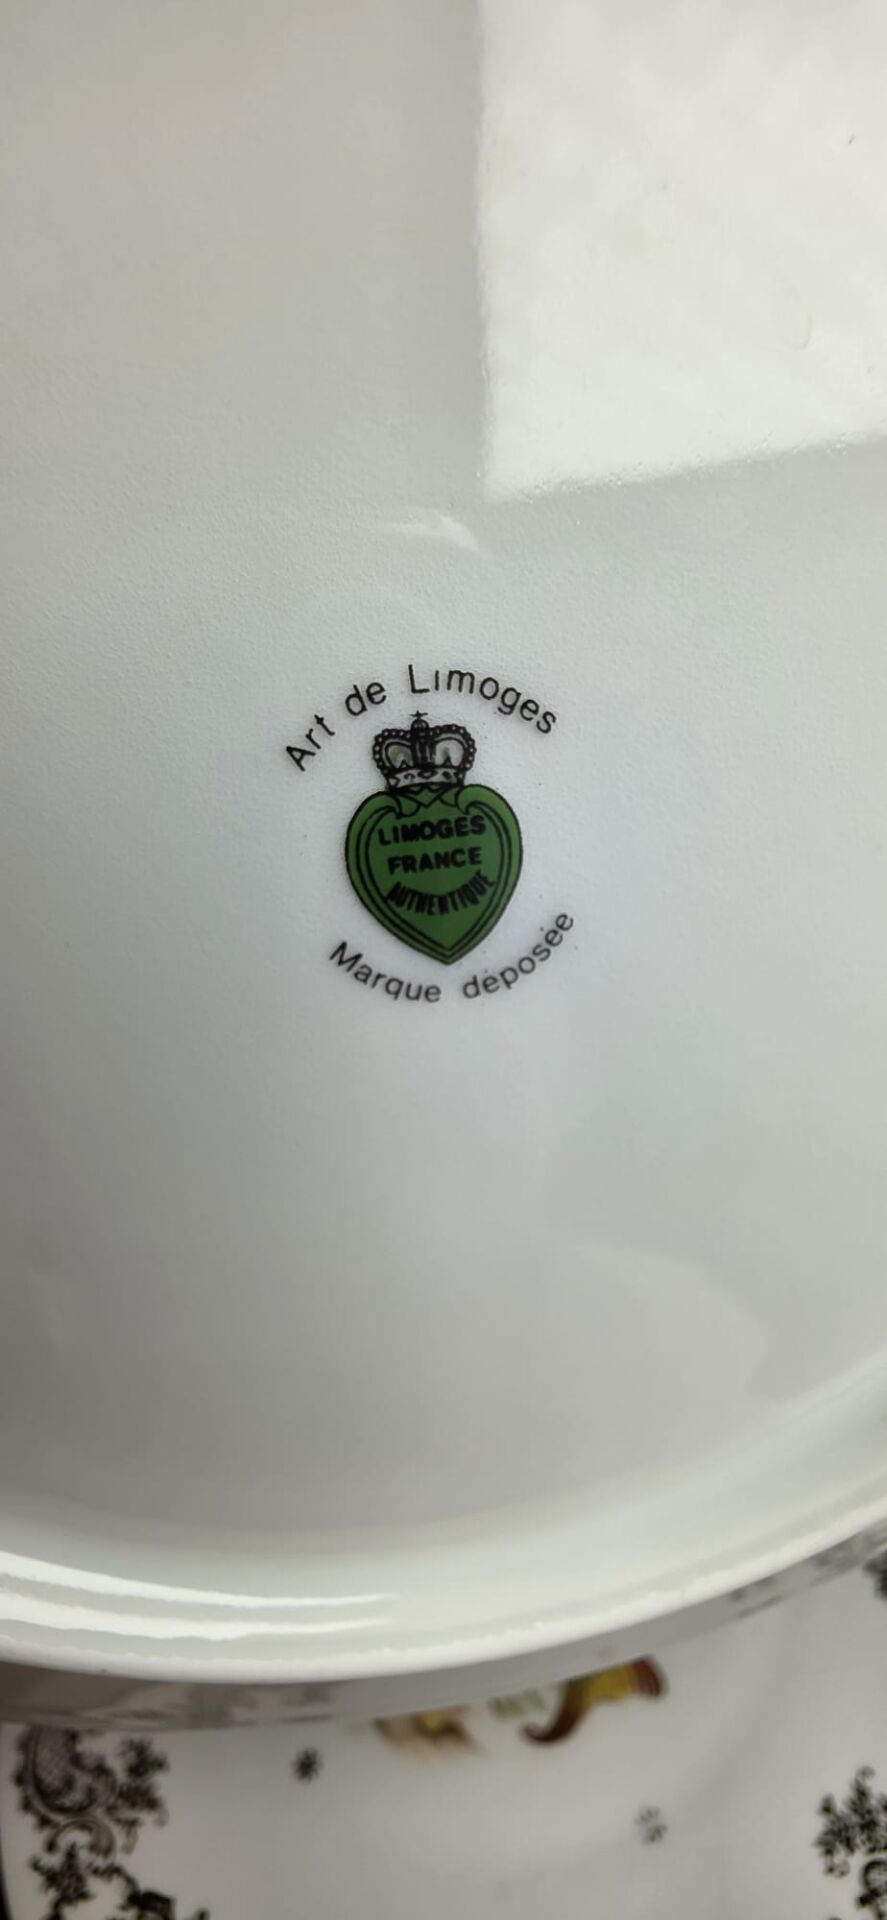 Art de Limoges
LIMOGES
FRANCE
AUTHENTIQUE
Marque déposée